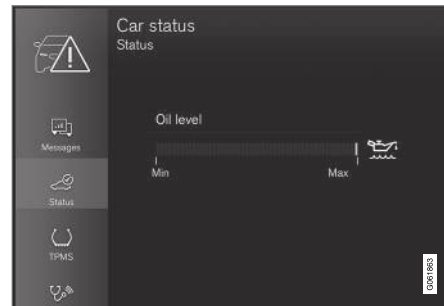 Car status
Status
Oil level
Min
Max
Messages
Status
TPMS
G061863